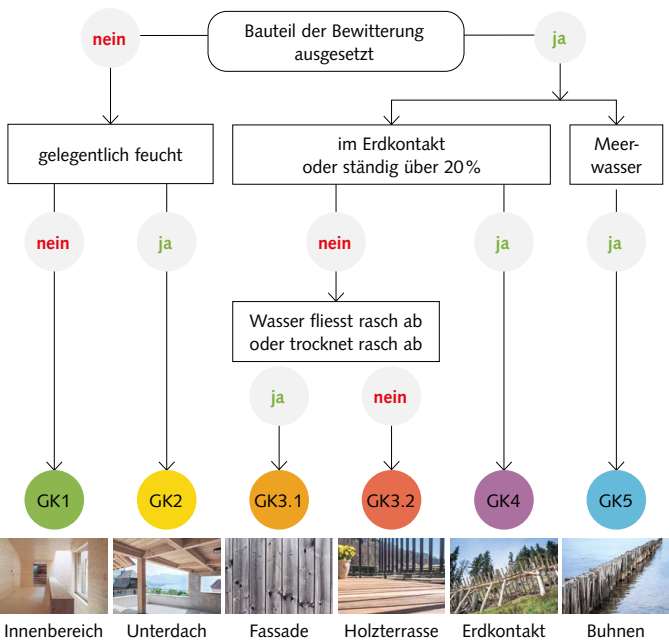 nein
Bauteil der Bewitterung
ausgesetzt
ja
gelegentlich feucht
im Erdkontakt
oder ständig über 20%
Meer-
wasser
nein
ja
nein
ja
ja
Wasser fliesst rasch ab
oder trocknet rasch ab
ja
nein
GK1
GK2
GK3.1
GK3.2
GK4
GK5
Innenbereich
Unterdach
Fassade
Holzterrasse
Erdkontakt
Buhnen